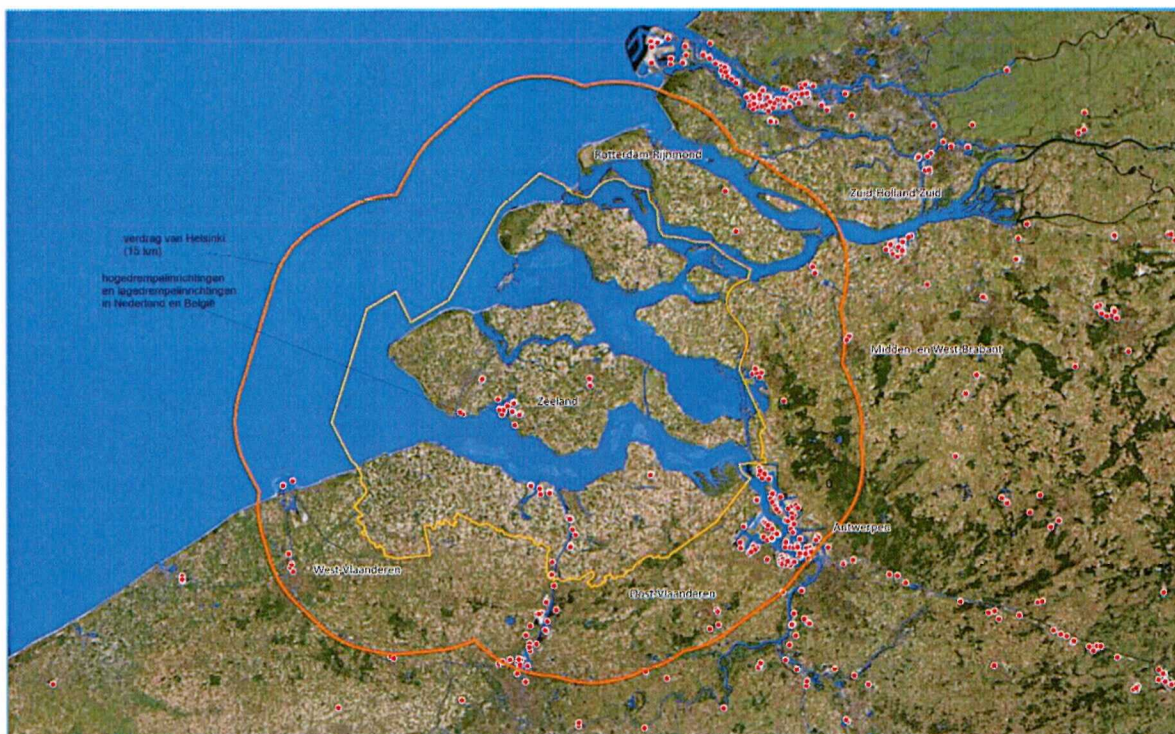 Rotterdam-Rijnmond
Zuid-Holland-Zuid
verdrag van Helsinki
(15 km)
hogedrempelinrichtingen
en lagedrempelinrichtingen
in Nederland en België
Midden- en West-Brabant
Zeeland
Antwerpen
West-Vlaanderen
Oost-Vlaanderen